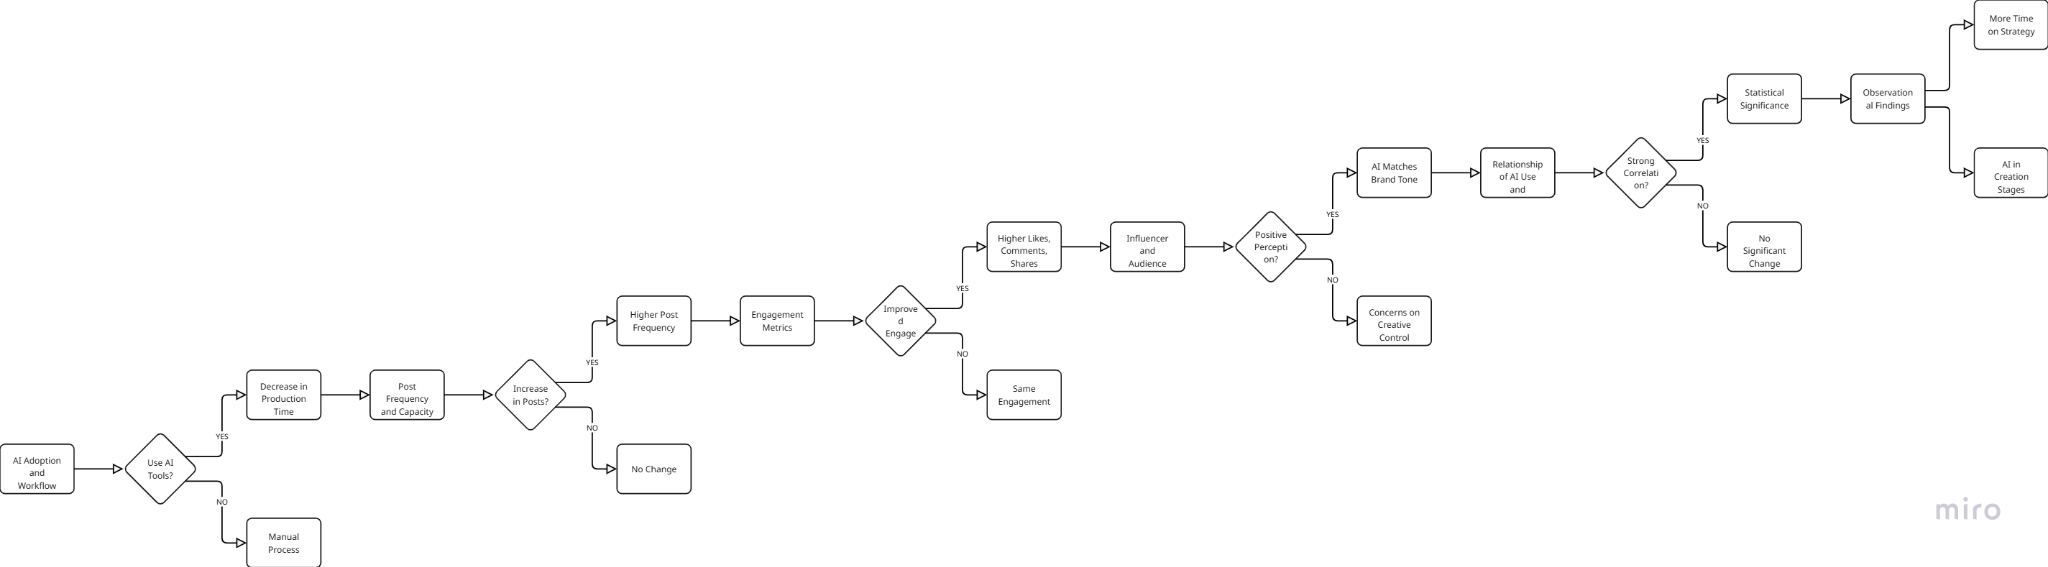 AI Adoption
and
Workflow
Use AI
Tools?
YES
NO
Decrease in
Production
Time
Manual
Process
Post
Frequency
and Capacity
Increase
in Posts?
YES
NO
Higher Post
Frequency
No Change
Engagement
Metrics
Improve
d
Engage
YES
NO
Higher Likes,
Comments,
Shares
Same
Engagement
Influencer
and
Audience
Positive
Percepti
on?
YES
NO
AI Matches
Brand Tone
Concerns on
Creative
Control
Relationship
of AI Use
and
Strong
Correlati
on?
YES
NO
Statistical
Significance
No
Significant
Change
Observation
al Findings
More Time
on Strategy
AI in
Creation
Stages
miro